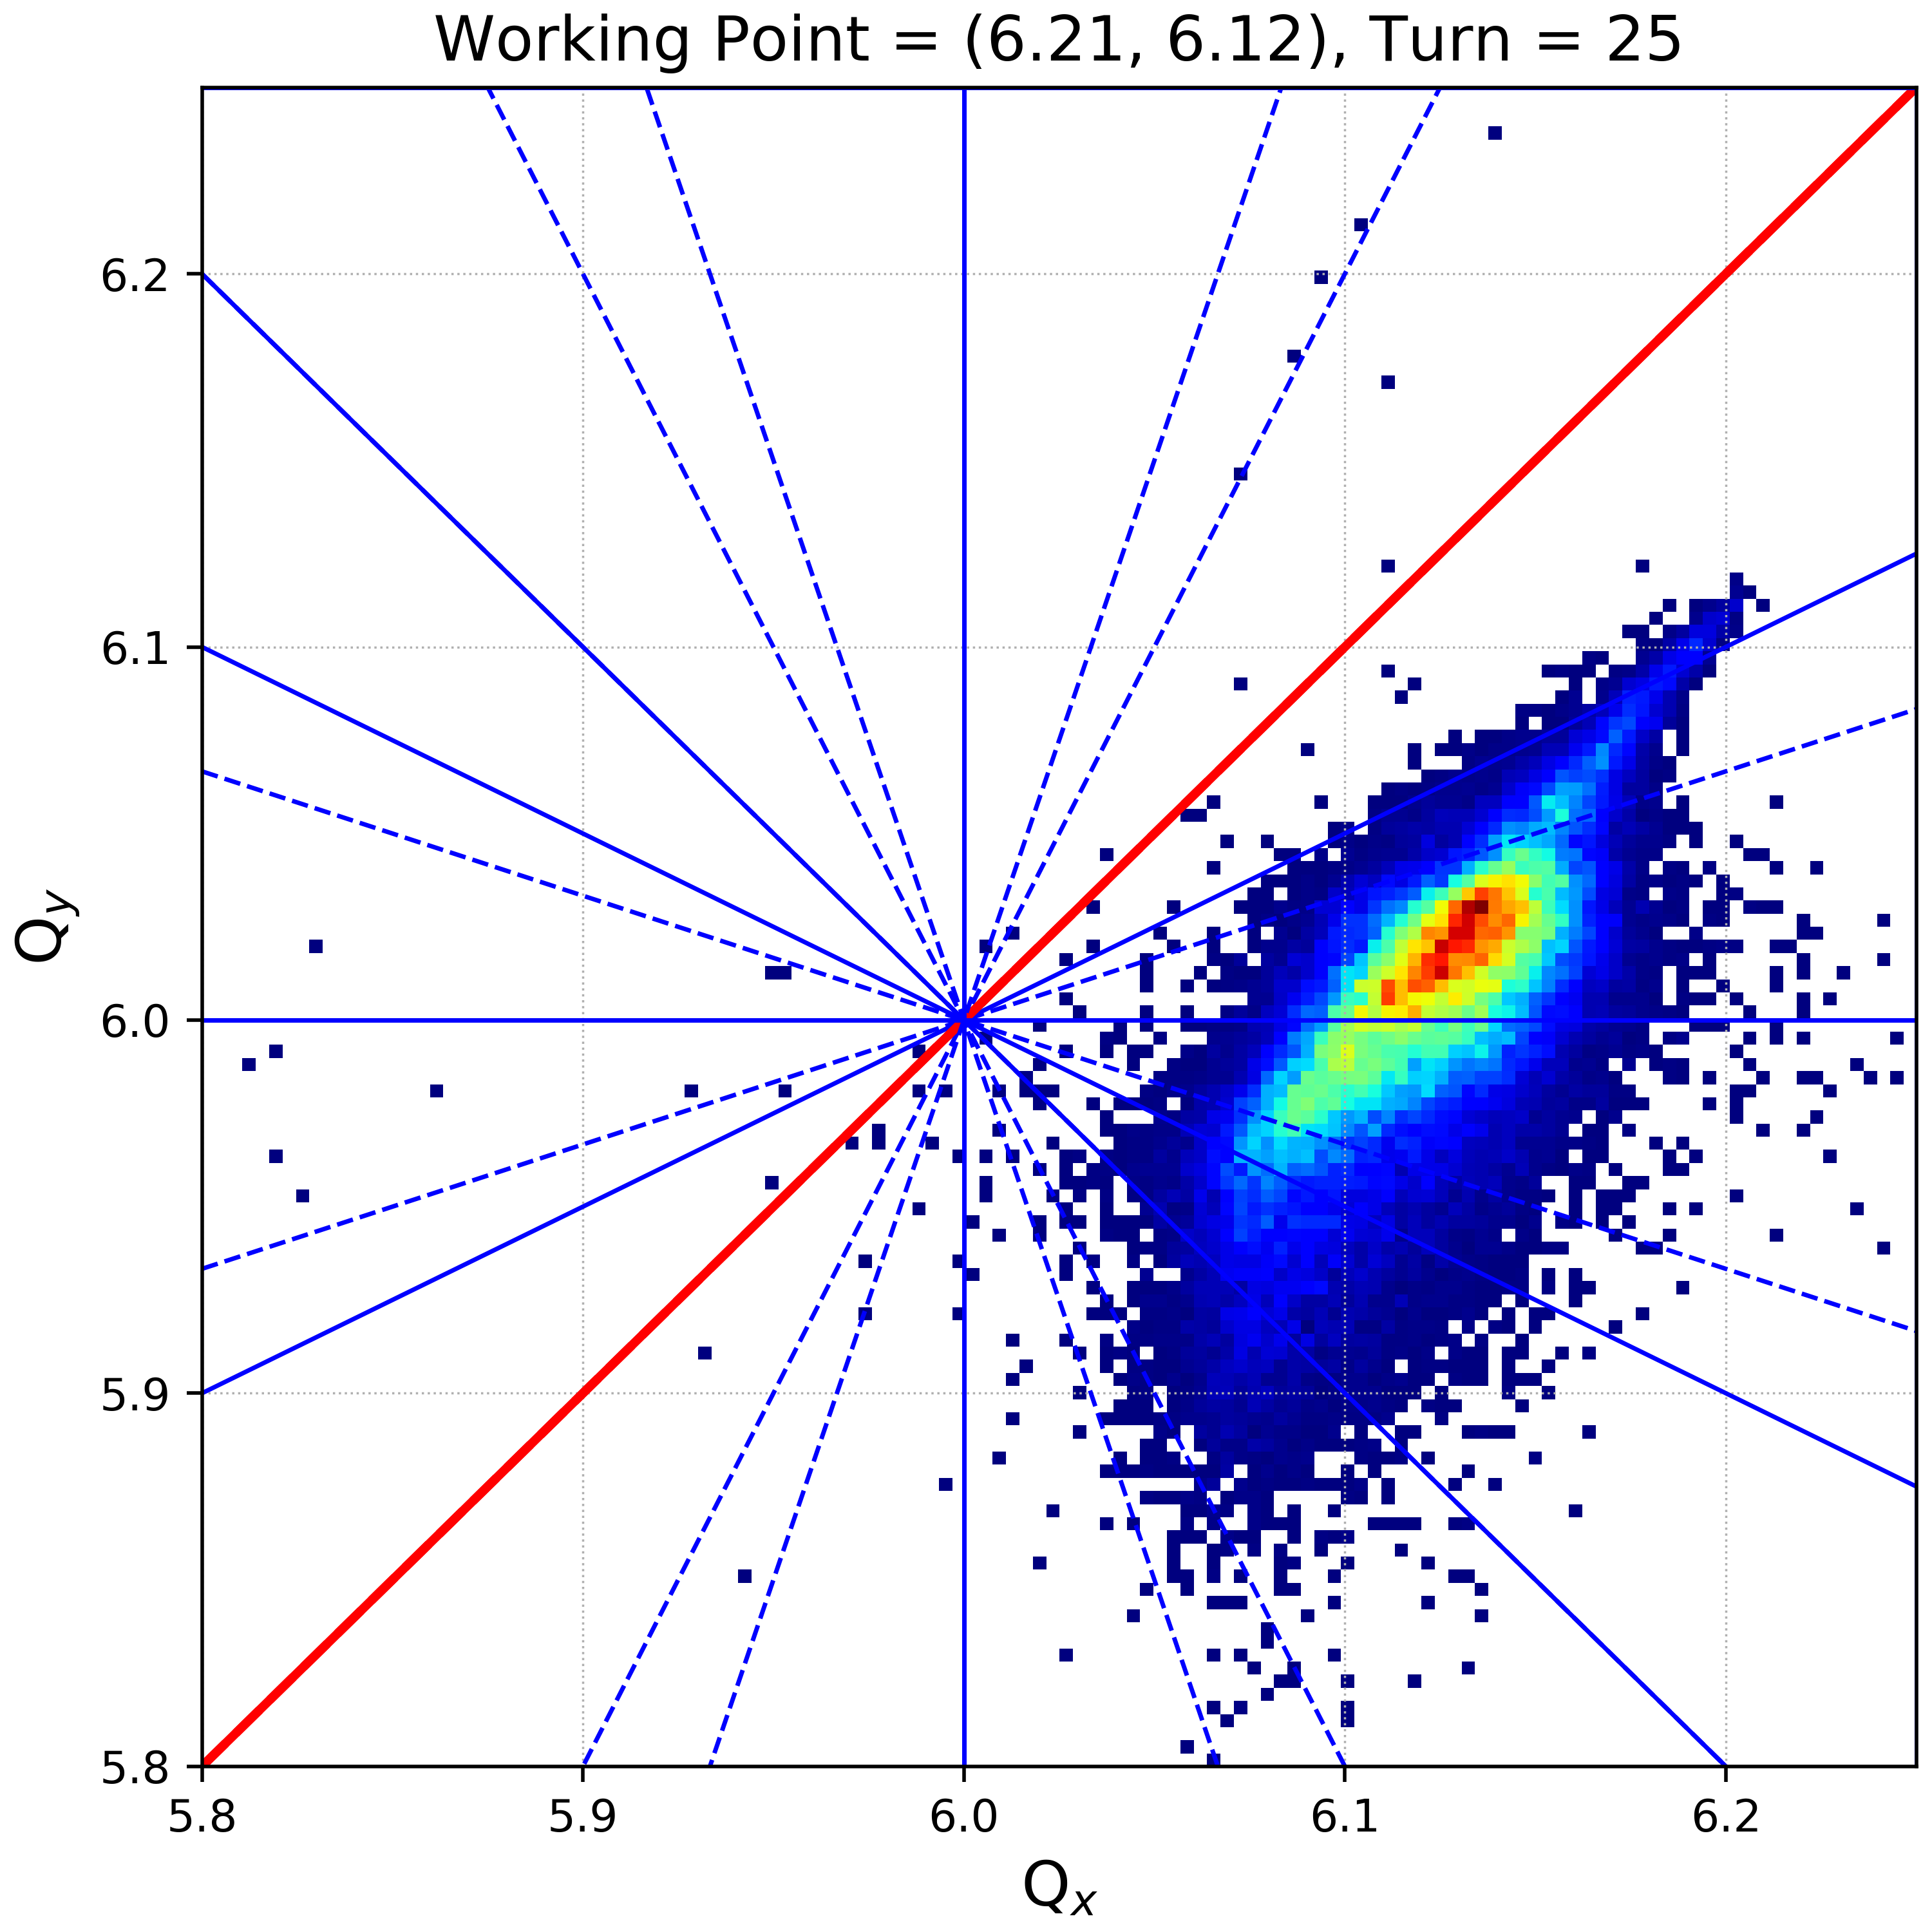 Working Point = (6.21, 6.12), Turn = 25
6.2
6.1
6.0
5.9
5.8
Qy
5.8 5.9 6.0 6.1 6.2
Qx